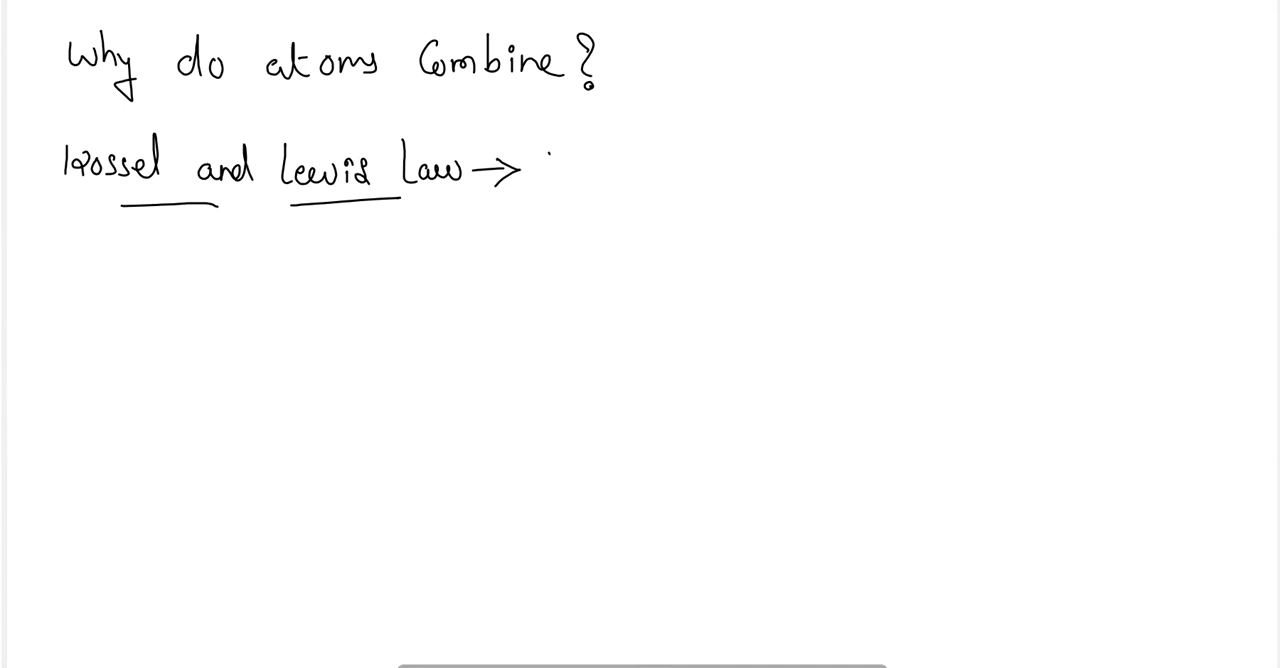 Why do atoms Combine?
Kossel and Lewis Law →